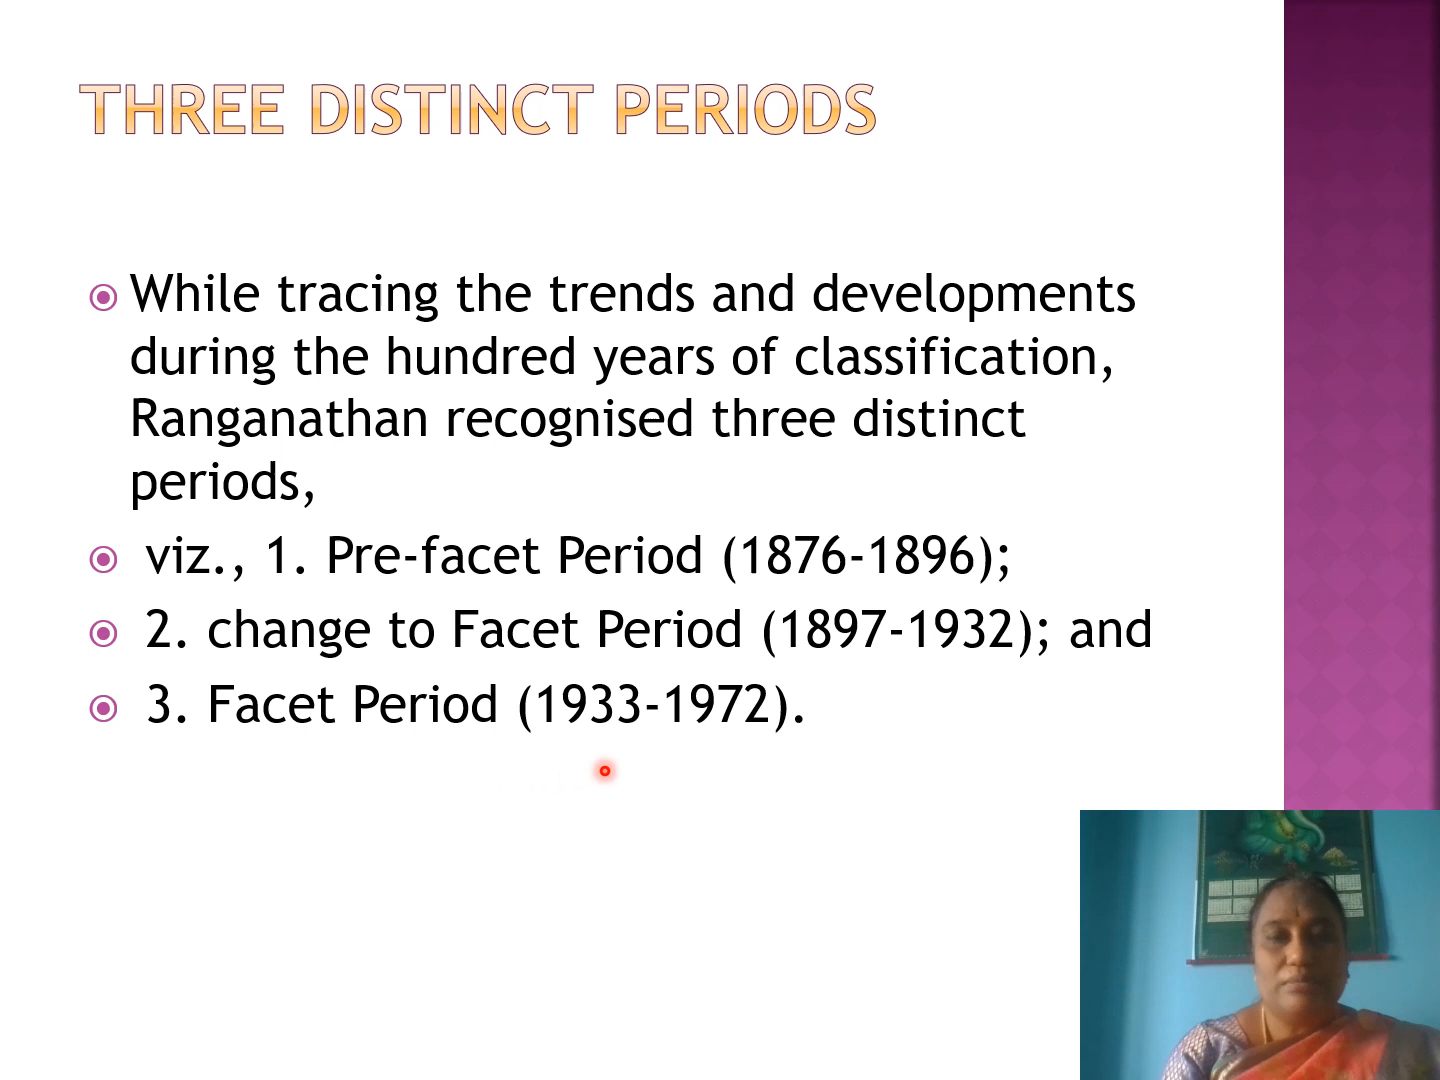 THREE DISTINCT PERIODS
While tracing the trends and developments
during the hundred years of classification,
Ranganathan recognised three distinct
periods,
viz., 1. Pre-facet Period (1876-1896);
2. change to Facet Period (1897-1932); and
3. Facet Period (1933-1972).